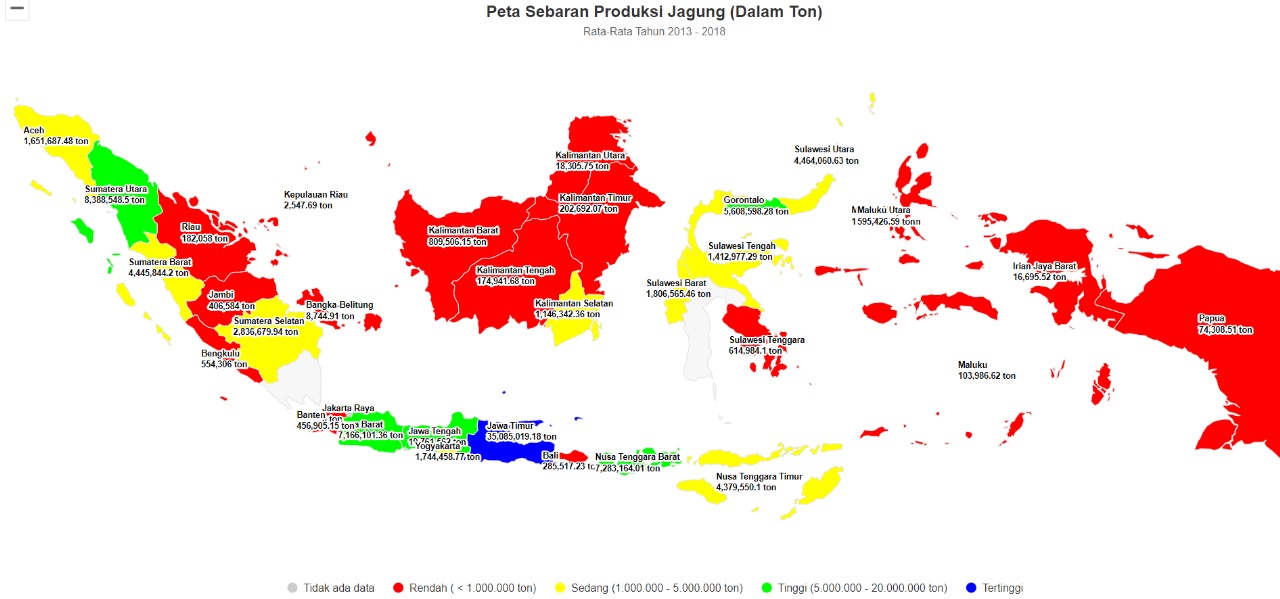 Peta Sebaran Produksi Jagung (Dalam Ton)
Rata-Rata Tahun 2013 - 2018
Aceh
1,651,687.48 ton
Sumatera Utara
8,388,548.5 ton
Riau
182,058 ton
Kepulauan Riau
2,547.69 ton
Sumatera Barat
4,445,844.2 ton
Jambi
406,584 ton
Bangka-Belitung
8,744.91 ton
Sumatera Selatan
2,836,679.94 ton
Bengkulu
554,306 ton
Kalimantan Utara
18,305.75 ton
Kalimantan Timur
202,692.07 ton
Kalimantan Barat
809,506.15 ton
Kalimantan Tengah
174,941.68 ton
Kalimantan Selatan
1,146,342.36 ton
Sulawesi Utara
4,464,060.63 ton
Gorontalo
5,608,598.28 ton
Sulawesi Tengah
1,412,977.29 ton
Sulawesi Barat
1,806,565.46 ton
Sulawesi Tenggara
614,984.1 ton
Maluku Utara
Irian Jaya Barat
16,695.52 ton
Papua
74,308.51 ton
Maluku
103,986.62 ton
Jakarta Raya
ton
Banten
456,905.15 ton
Barat
7,166,101.36 ton
Jawa Tengah
Yogyakarta
1,744,458.77 ton
Jawa Timur
35,085,019.18 ton
Bali
285,517.23
Nusa Tenggara Barat
7,283,164.01 ton
Nusa Tenggara Timur
4,379,550.1 ton
Tidak ada data
Rendah ( < 1.000.000 ton)
Sedang (1.000.000 - 5.000.000 ton)
Tinggi (5.000.000 - 20.000.000 ton)
Tertinggi